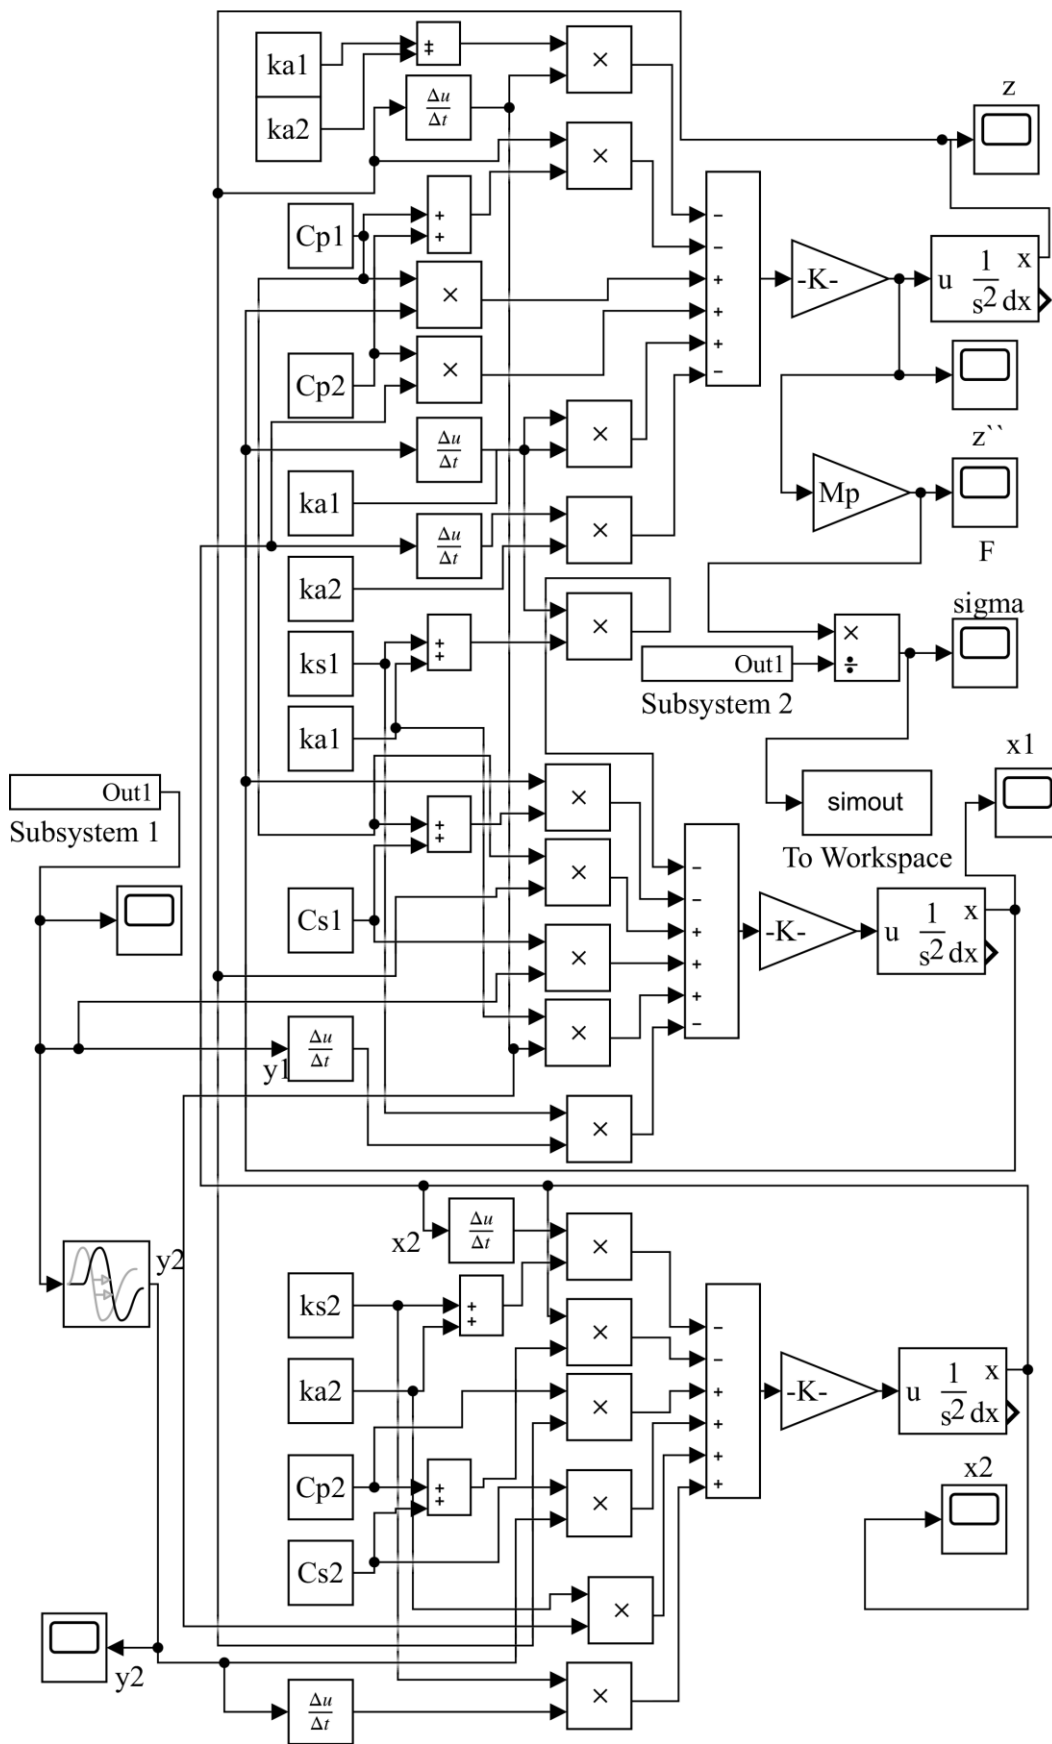 ka1
ka2
Δu
Δt
z
×
×
Cp1
+
+
×
Cp2
×
Δu
Δt
×
ka1
Δu
Δt
×
ka2
−
−
+
+
+
−
-K-
u 1 x
s2 dx
z``
Mp
F
ks1
+
+
×
ka1
sigma
Out1
×
÷
Subsystem 2
simout
To Workspace
x1
Out1
Subsystem 1
×
+
+
×
Cs1
×
×
−
−
+
+
+
−
-K-
u 1 x
s2 dx
y1
Δu
Δt
×
x2
Δu
Δt
×
y2
ks2
+
+
×
ka2
×
Cp2
+
+
×
Cs2
×
×
−
−
+
+
+
+
-K-
u 1 x
s2 dx
x2
y2
Δu
Δt